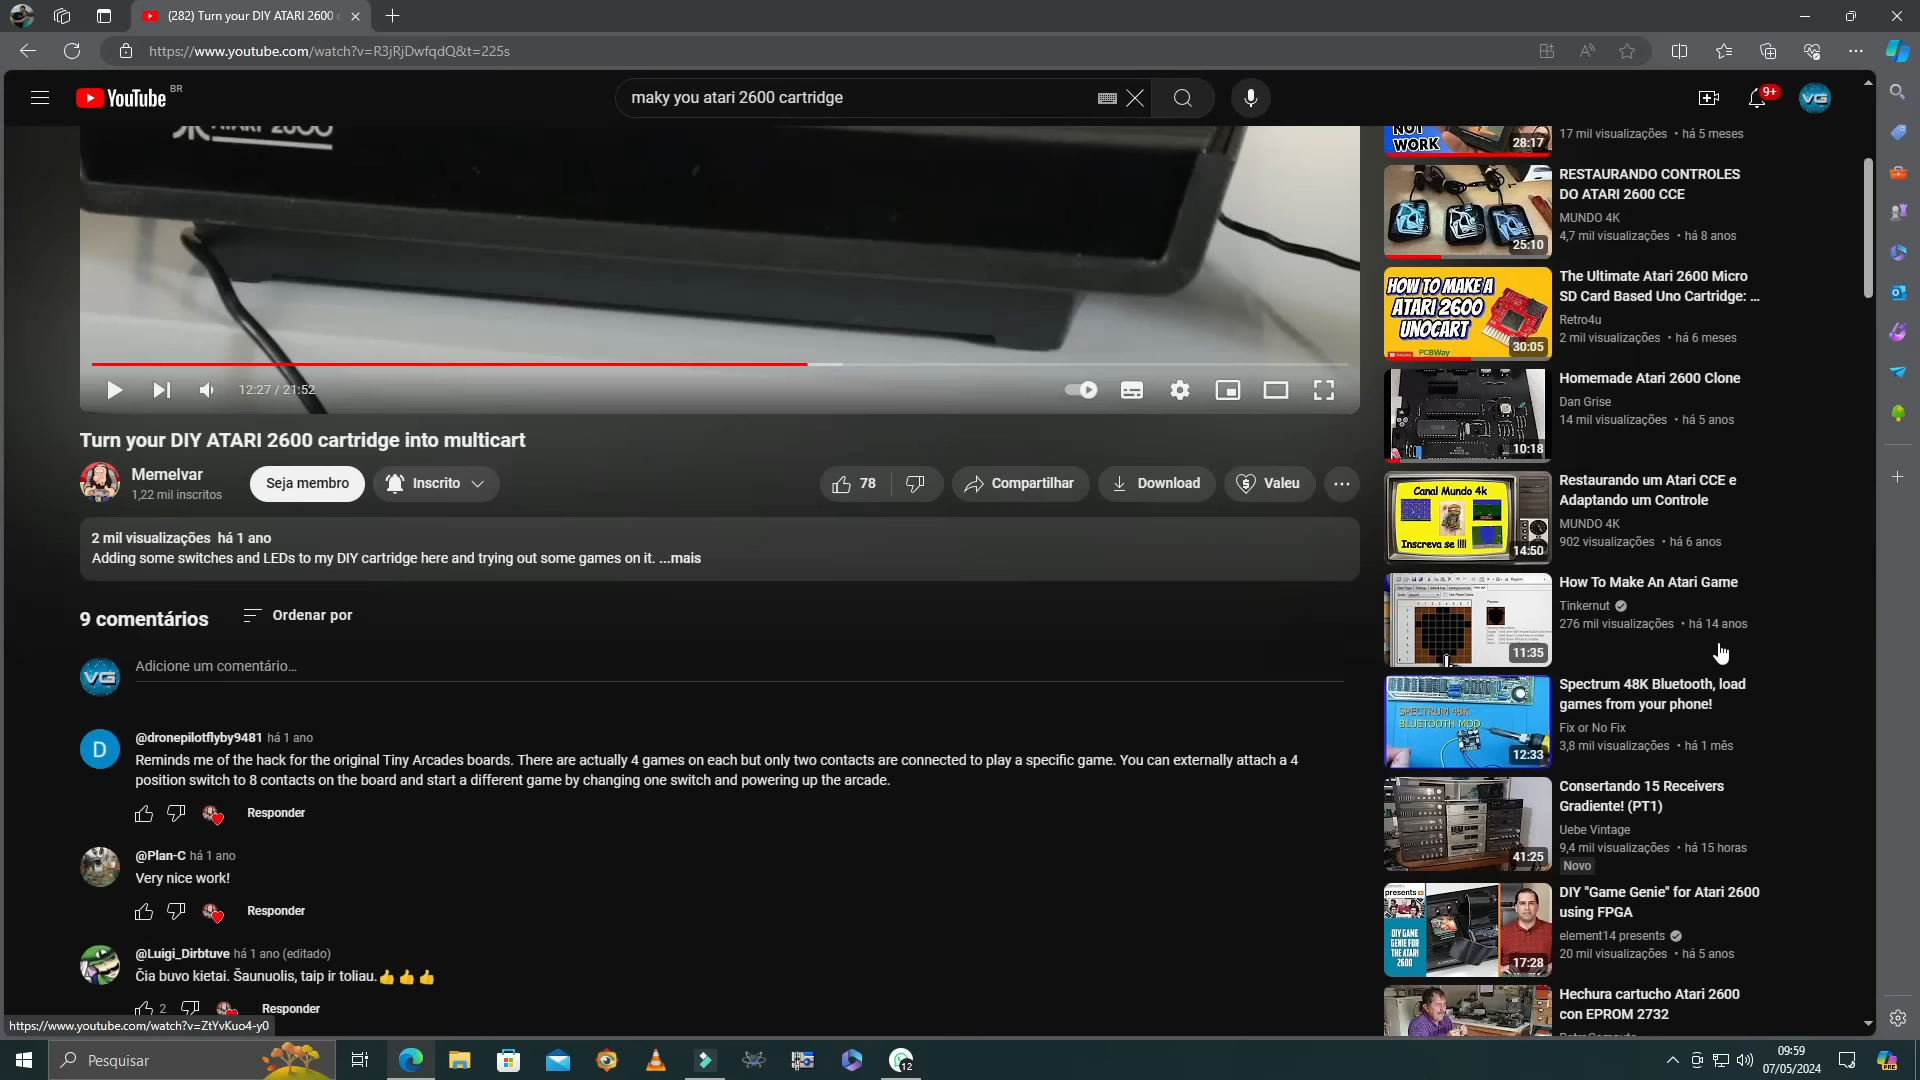 (282) Turn your DIY ATARI 2600
https://www.youtube.com/watch?v=R3jRjDwfqdQ&t=225s
YouTube BR
maky you atari 2600 cartridge
9+
VG
ATARI 2600
12:27 / 21:52
Turn your DIY ATARI 2600 cartridge into multicart
Memelvar
1,22 mil inscritos
Seja membro
Inscrito
78
Compartilhar
Download
Valeu
2 mil visualizações há 1 ano
Adding some switches and LEDs to my DIY cartridge here and trying out some games on it. ...mais
9 comentários
Ordenar por
VG
Adicione um comentário...
D
@dronepilotflyby9481 há 1 ano
Reminds me of the hack for the original Tiny Arcades boards. There are actually 4 games on each but only two contacts are connected to play a specific game. You can externally attach a 4
position switch to 8 contacts on the board and start a different game by changing one switch and powering up the arcade.
Responder
@Plan-C há 1 ano
Very nice work!
Responder
@Luigi_Dirbtuve há 1 ano (editado)
Čia buvo kietai. Šaunuolis, taip ir toliau.👍👍👍
2
Responder
https://www.youtube.com/watch?v=ZtYvKuo4-y0
NOT
WORK
28:17
17 mil visualizações • há 5 meses
25:10
RESTAURANDO CONTROLES
DO ATARI 2600 CCE
MUNDO 4K
4,7 mil visualizações • há 8 anos
HOW TO MAKE A
ATARI 2600
UNOCART
PCBWay
30:05
The Ultimate Atari 2600 Micro
SD Card Based Uno Cartridge: ...
Retro4u
2 mil visualizações • há 6 meses
10:18
Homemade Atari 2600 Clone
Dan Grise
14 mil visualizações • há 5 anos
Canal Mundo 4k
Inscreva se !!!!
14:50
Restaurando um Atari CCE e
Adaptando um Controle
MUNDO 4K
902 visualizações • há 6 anos
11:35
How To Make An Atari Game
Tinkernut
276 mil visualizações • há 14 anos
SPECTRUM 48K
BLUETOOTH MOD
12:33
Spectrum 48K Bluetooth, load
games from your phone!
Fix or No Fix
3,8 mil visualizações • há 1 mês
41:25
Consertando 15 Receivers
Gradiente! (PT1)
Uebe Vintage
9,4 mil visualizações • há 15 horas
Novo
presents
DIY GAME
GENIE FOR
THE ATARI
2600
17:28
DIY "Game Genie" for Atari 2600
using FPGA
element14 presents
20 mil visualizações • há 5 anos
Hechura cartucho Atari 2600
con EPROM 2732
Pesquisar
12
09:59
07/05/2024
PRE